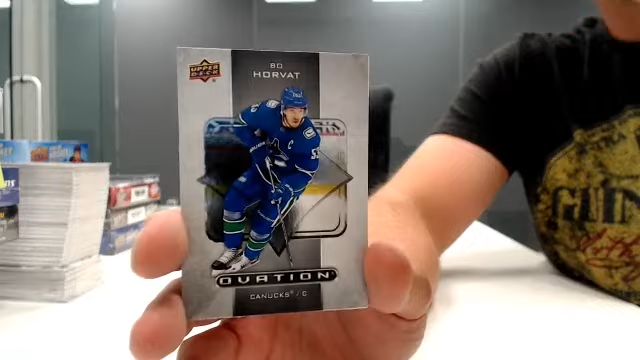 UPPER DECK
BO
HORVAT
C
53
OVATION
CANUCKS® / C